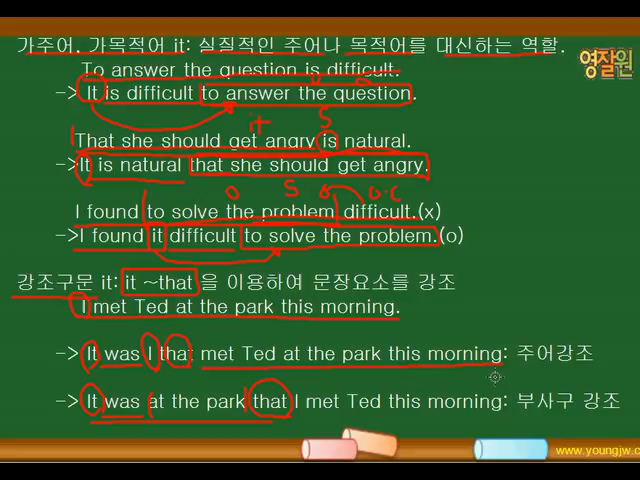 가주어, 가목적어 it: 실질적인 주어나 목적어를 대신하는 역할.
영잘원
To answer the question is difficult.
-> It is difficult to answer the question.
it S
That she should get angry is natural.
-> It is natural that she should get angry.
O S O.C
I found to solve the problem difficult.(x)
-> I found it difficult to solve the problem.(o)
강조구문 it: it ~that 을 이용하여 문장요소를 강조
I met Ted at the park this morning.
-> It was I that met Ted at the park this morning: 주어강조
-> It was at the park that I met Ted this morning: 부사구 강조